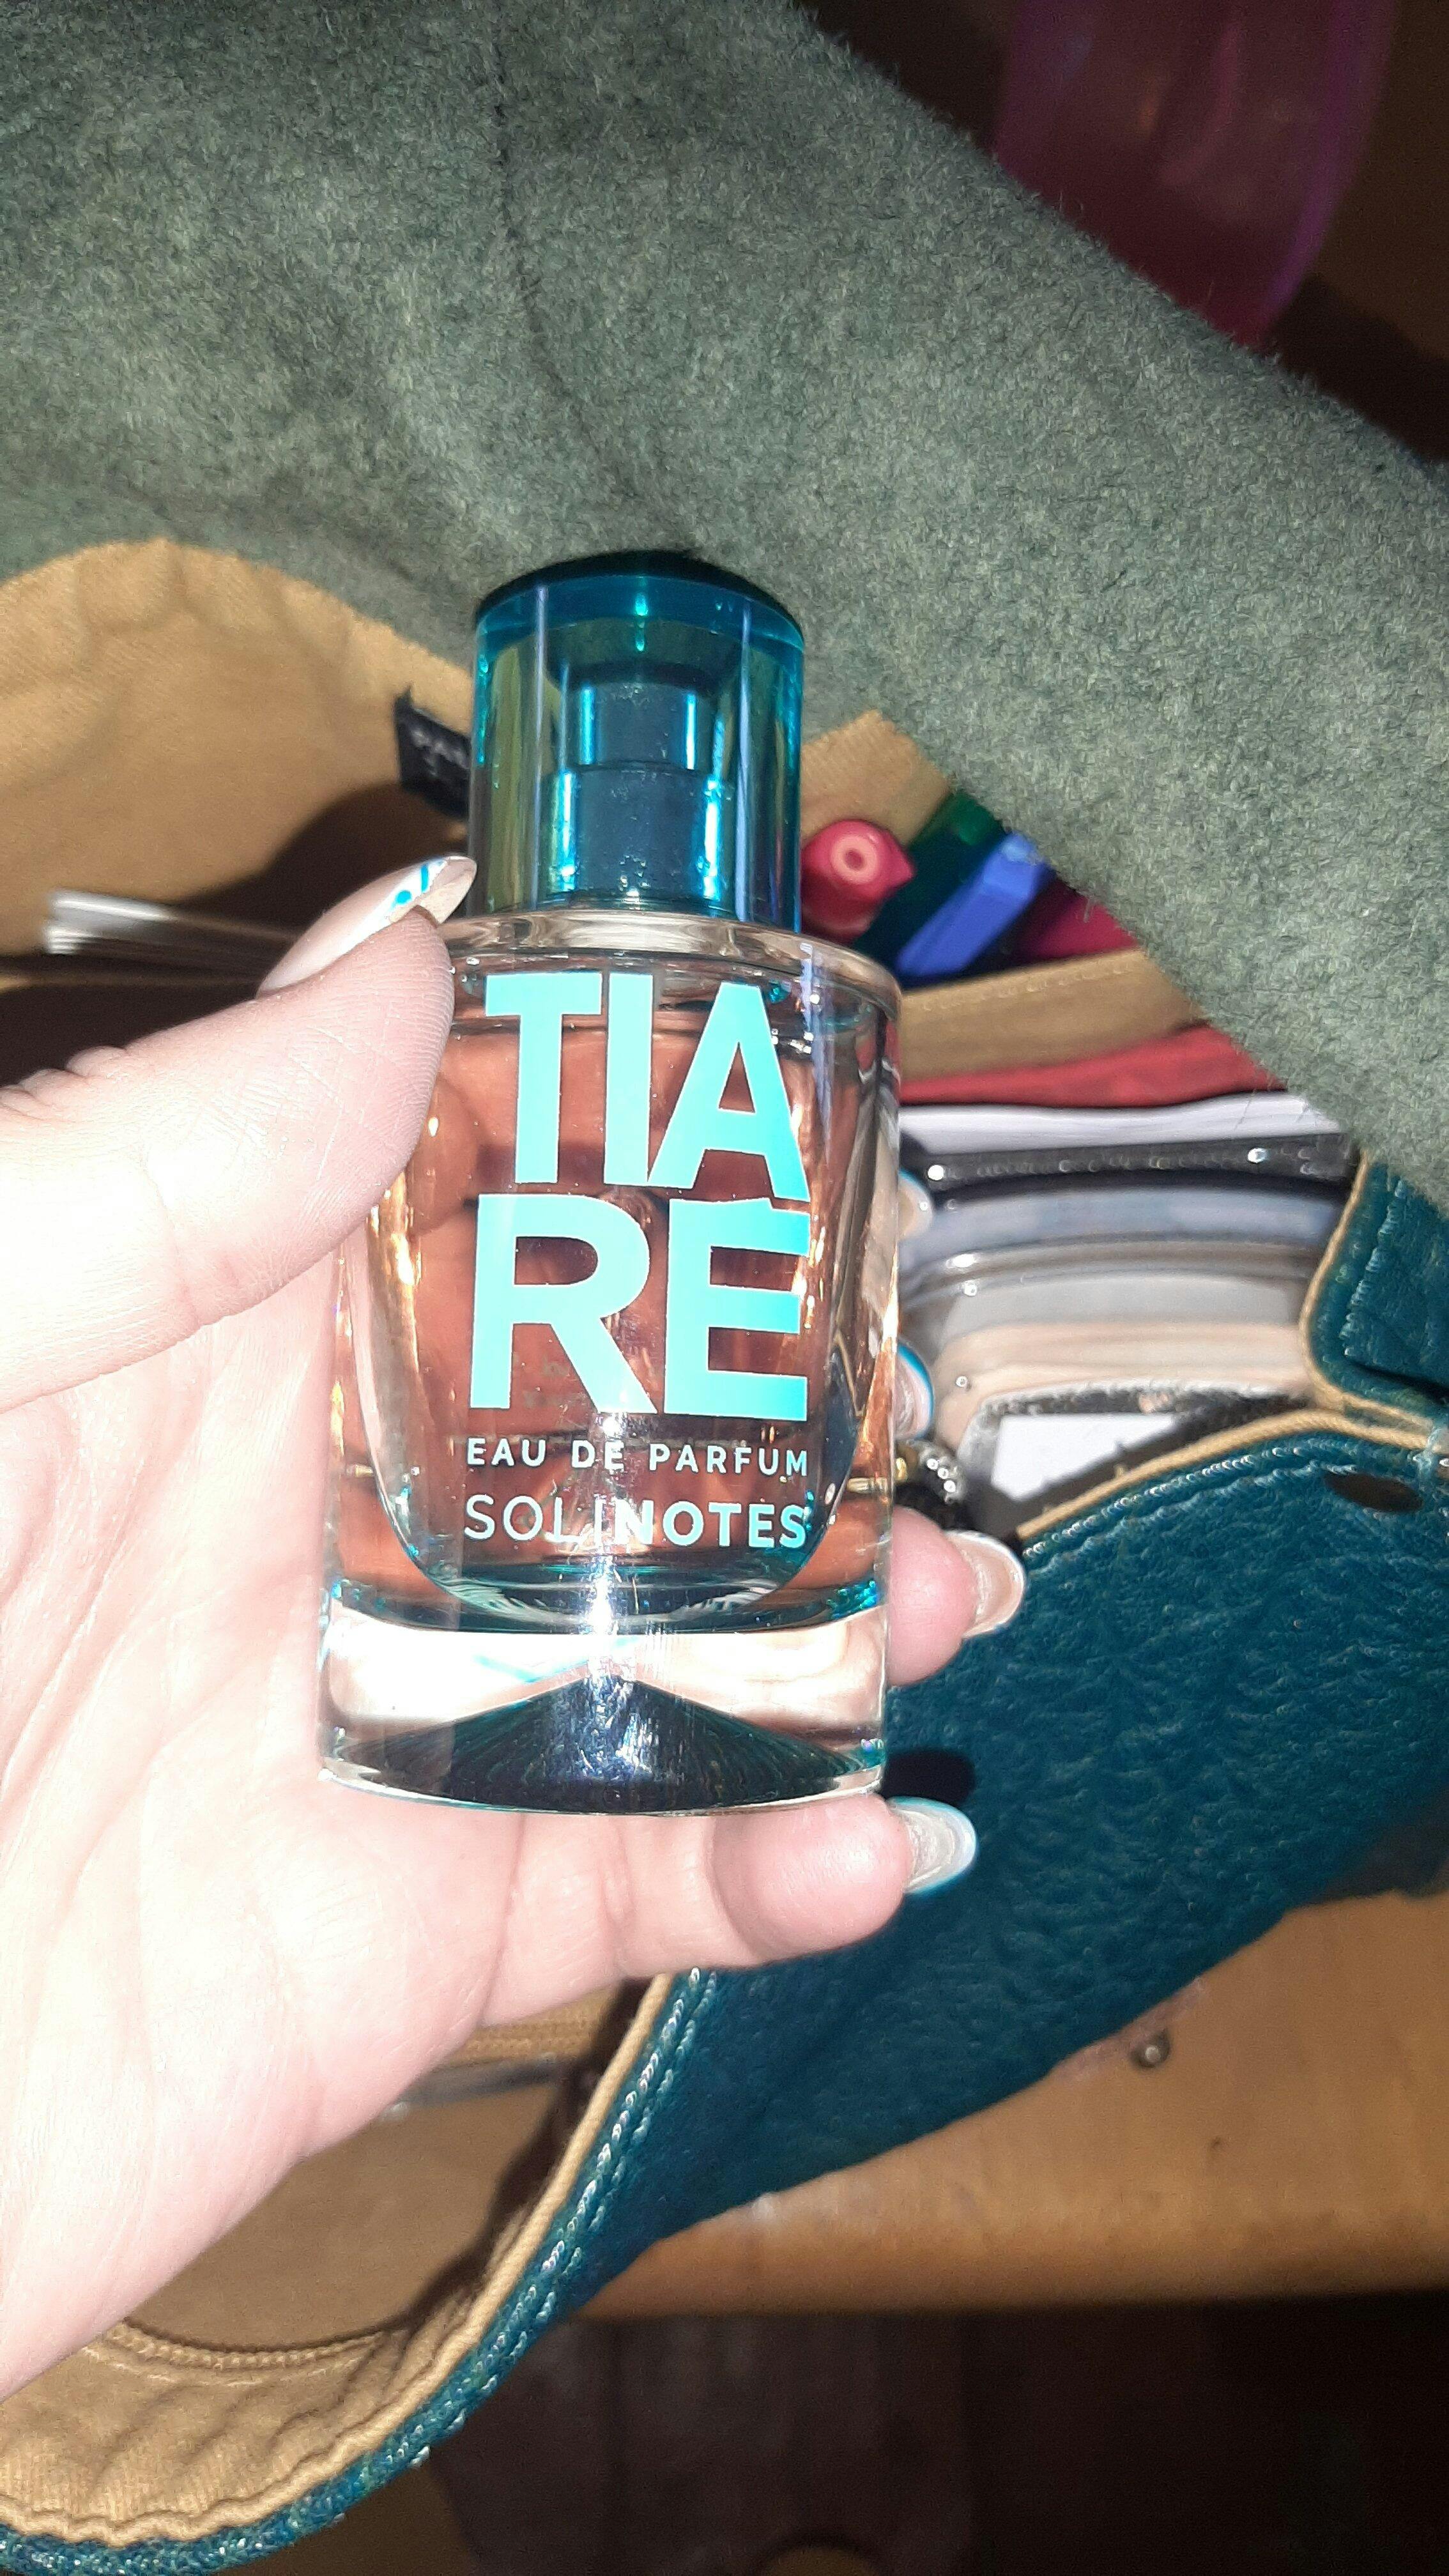 TIA
RÉ
EAU DE PARFUM
SOLINOTES